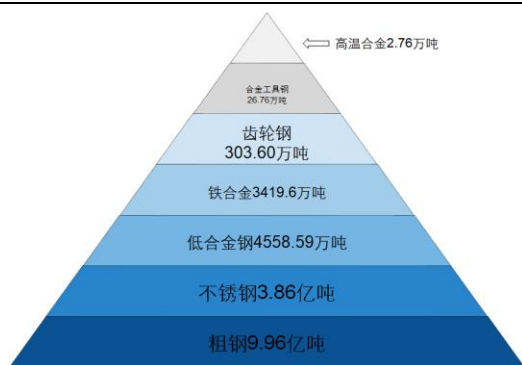 高温合金2.76万吨
合金工具钢
26.76万吨
齿轮钢
303.60万吨
铁合金3419.6万吨
低合金钢4558.59万吨
不锈钢3.86亿吨
粗钢9.96亿吨